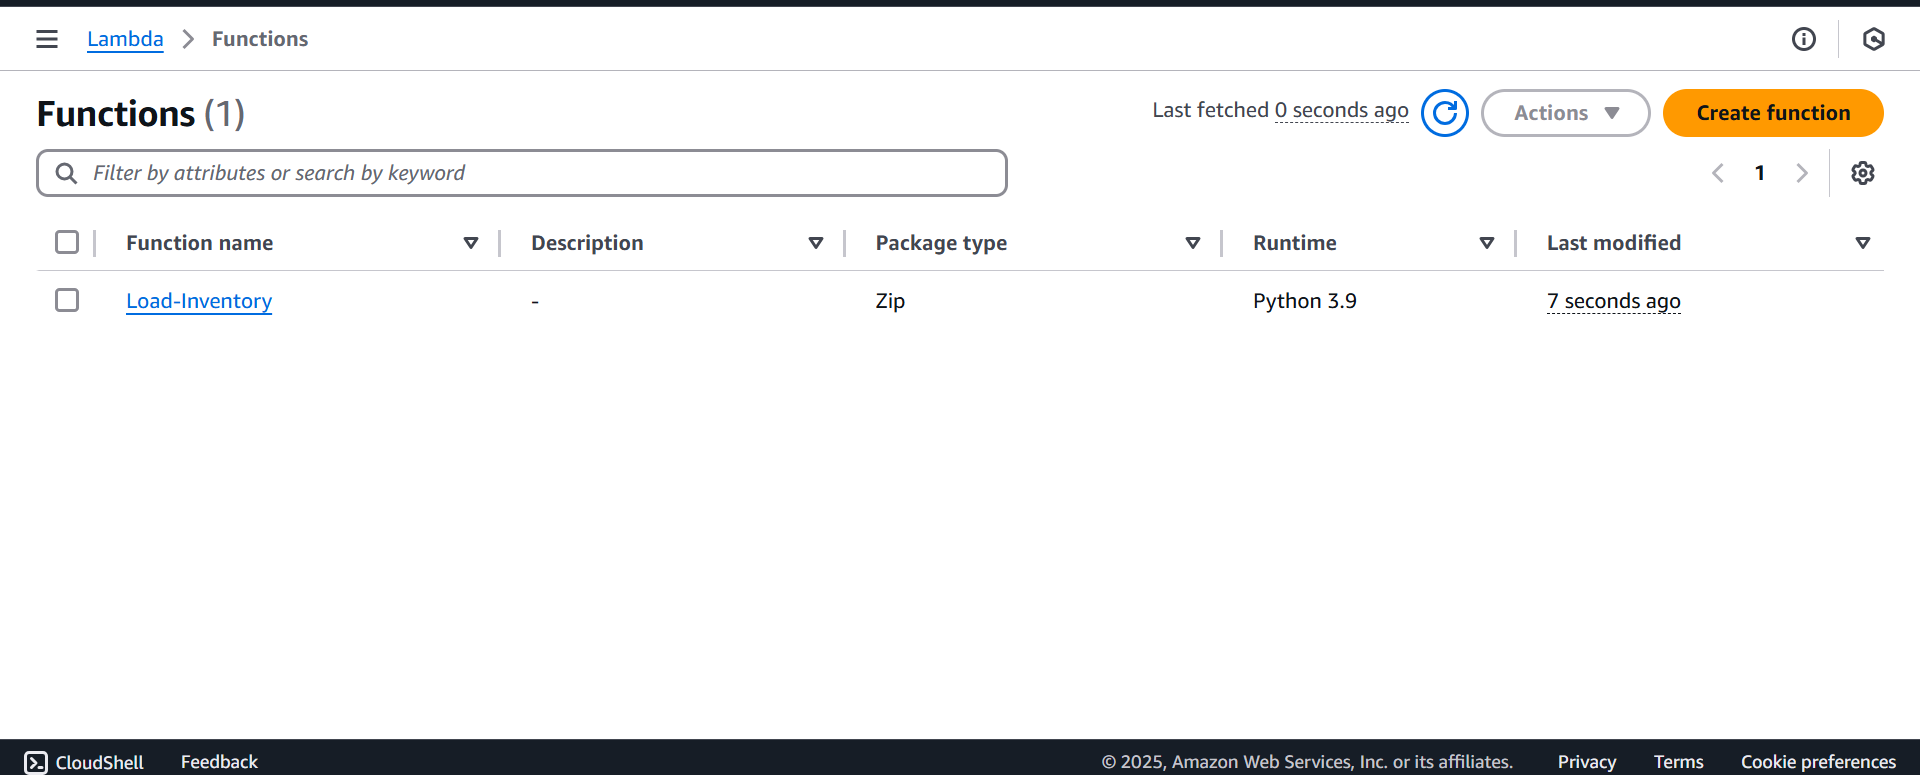 Lambda > Functions
Functions (1)
Last fetched 0 seconds ago
Actions
Create function
Filter by attributes or search by keyword
1
Function name Description Package type Runtime Last modified
Load-Inventory - Zip Python 3.9 7 seconds ago
CloudShell Feedback © 2025, Amazon Web Services, Inc. or its affiliates. Privacy Terms Cookie preferences